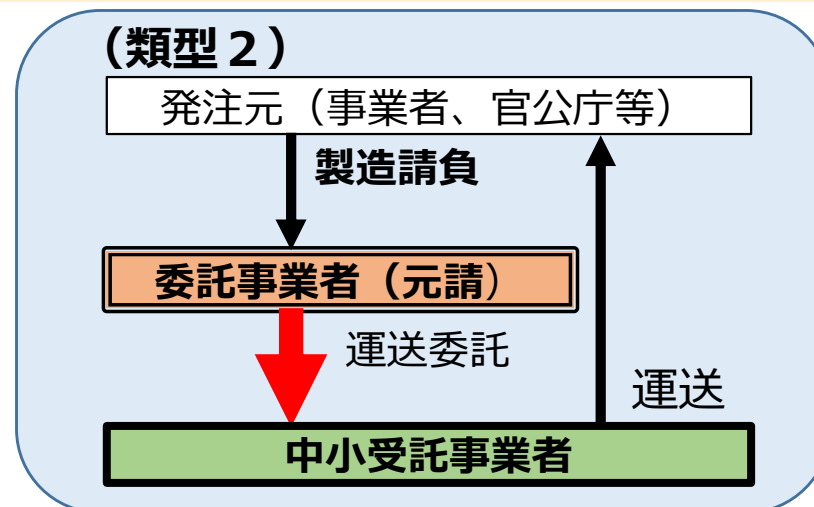 （類型２）
発注元（事業者、官公庁等）
製造請負
委託事業者（元請）
運送委託
運送
中小受託事業者